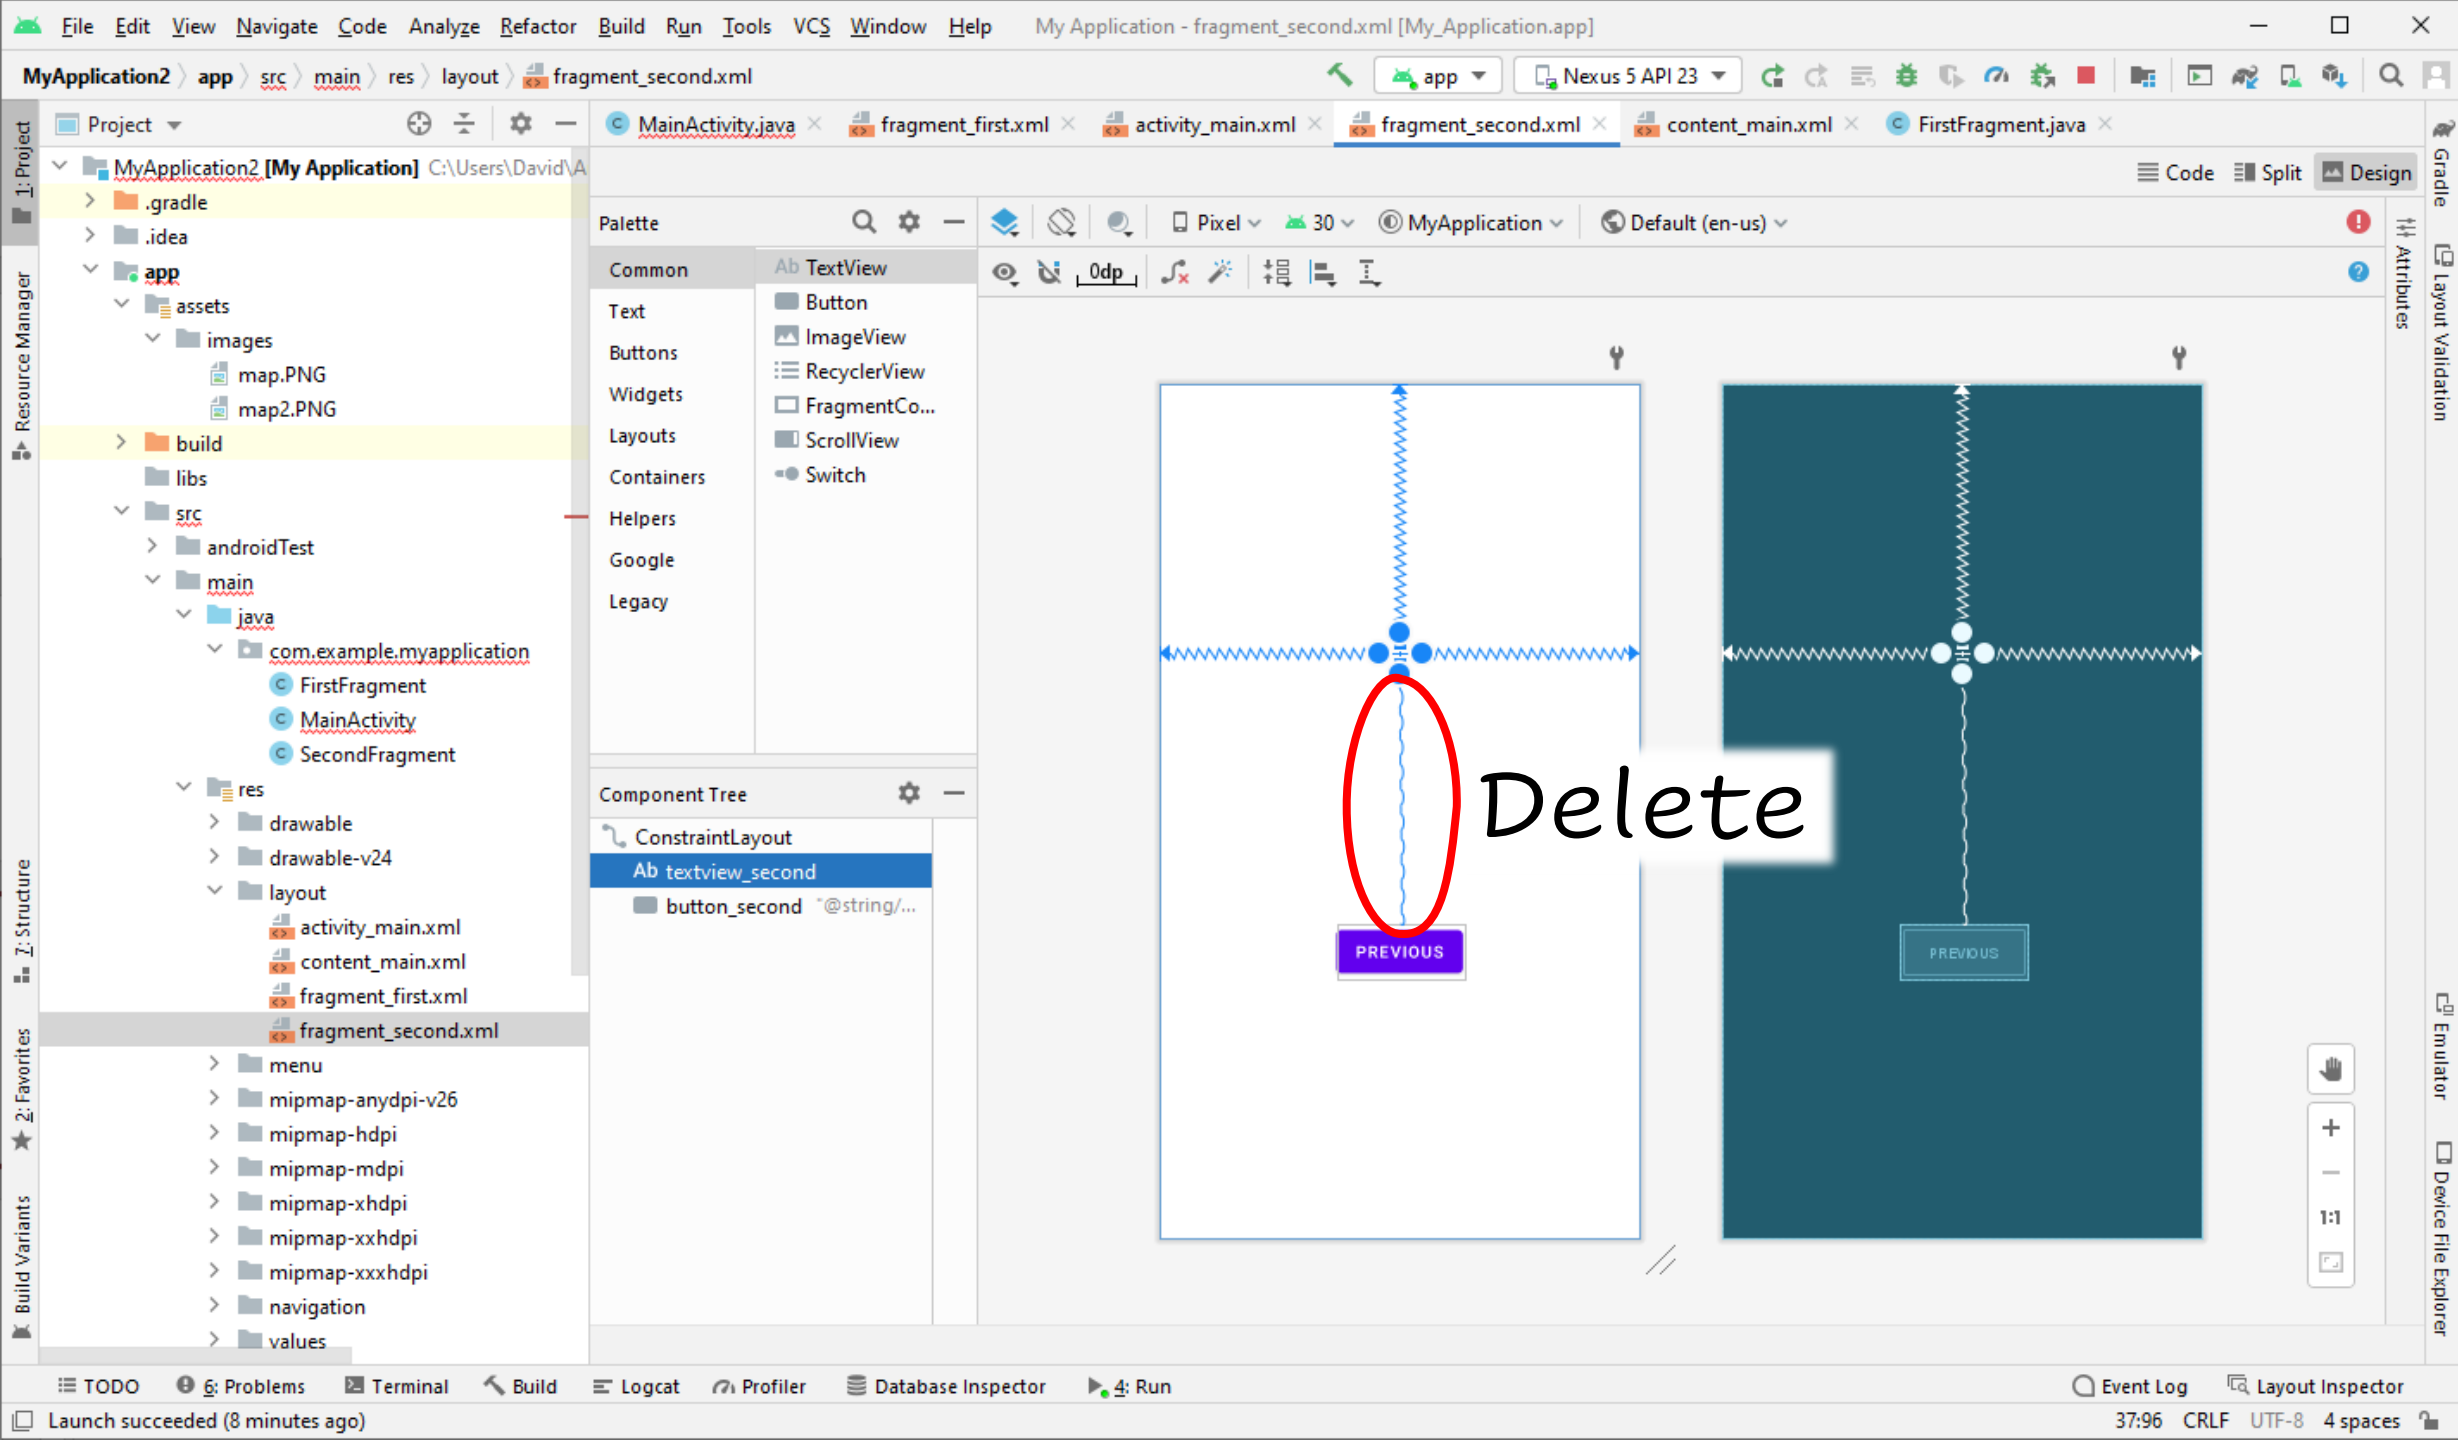 File Edit View Navigate Code Analyze Refactor Build Run Tools VCS Window Help My Application - fragment_second.xml [My_Application.app]
MyApplication2 app src main res layout fragment_second.xml app Nexus 5 API 23
Project MainActivity.java fragment_first.xml activity_main.xml fragment_second.xml content_main.xml FirstFragment.java
Code Split Design
1: Project
Resource Manager
7: Structure
2: Favorites
Build Variants
MyApplication2 [My Application] C:\Users\David\A
.gradle
.idea
app
assets
images
map.PNG
map2.PNG
build
libs
src
androidTest
main
java
com.example.myapplication
FirstFragment
MainActivity
SecondFragment
res
drawable
drawable-v24
layout
activity_main.xml
content_main.xml
fragment_first.xml
fragment_second.xml
menu
mipmap-anydpi-v26
mipmap-hdpi
mipmap-mdpi
mipmap-xhdpi
mipmap-xxhdpi
mipmap-xxxhdpi
navigation
values
Palette
Common
Text
Buttons
Widgets
Layouts
Containers
Helpers
Google
Legacy
Ab TextView
Button
ImageView
RecyclerView
FragmentCo...
ScrollView
Switch
Component Tree
ConstraintLayout
Ab textview_second
button_second "@string/...
Pixel 30 MyApplication Default (en-us)
0dp
Delete
PREVIOUS
PREVIOUS
1:1
Attributes
Gradle
Layout Validation
Emulator
Device File Explorer
TODO 6: Problems Terminal Build Logcat Profiler Database Inspector 4: Run Event Log Layout Inspector
Launch succeeded (8 minutes ago) 37:96 CRLF UTF-8 4 spaces